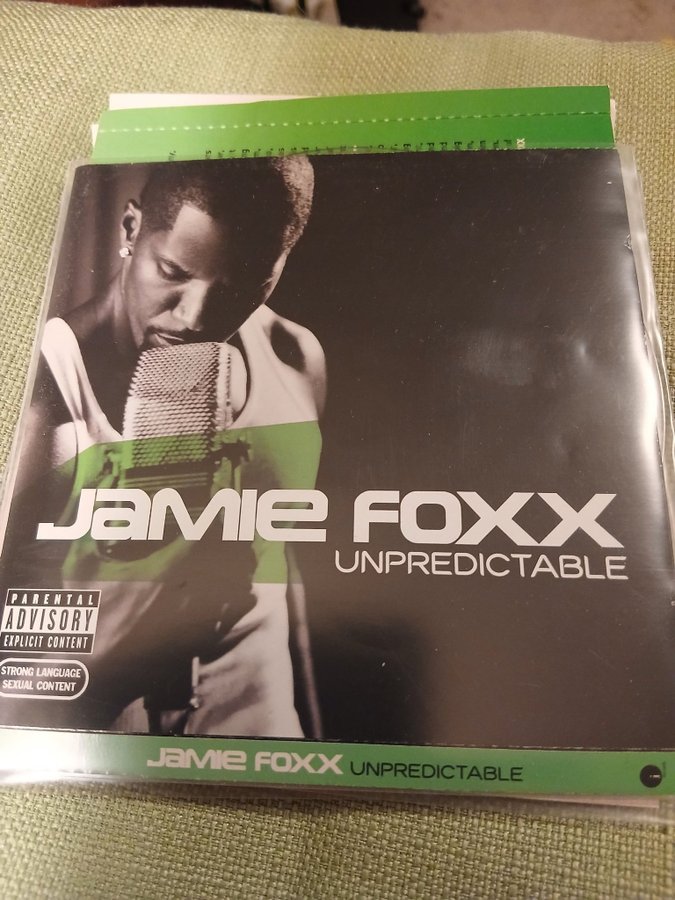 JAMIE FOXX
UNPREDICTABLE
PARENTAL
ADVISORY
EXPLICIT CONTENT
STRONG LANGUAGE
SEXUAL CONTENT
JAMIE FOXX UNPREDICTABLE